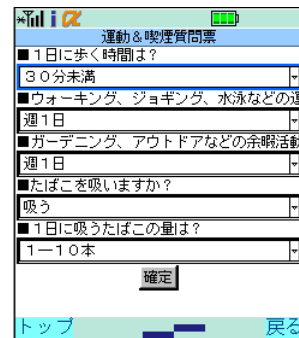 i α
運動&喫煙質問票
■1日に歩く時間は?
30分未満
■ウォーキング、ジョギング、水泳などの運
週1日
■ガーデニング、アウトドアなどの余暇活動
週1日
■たばこを吸いますか?
吸う
■1日に吸うたばこの量は?
1ー10本
確定
トップ 戻る